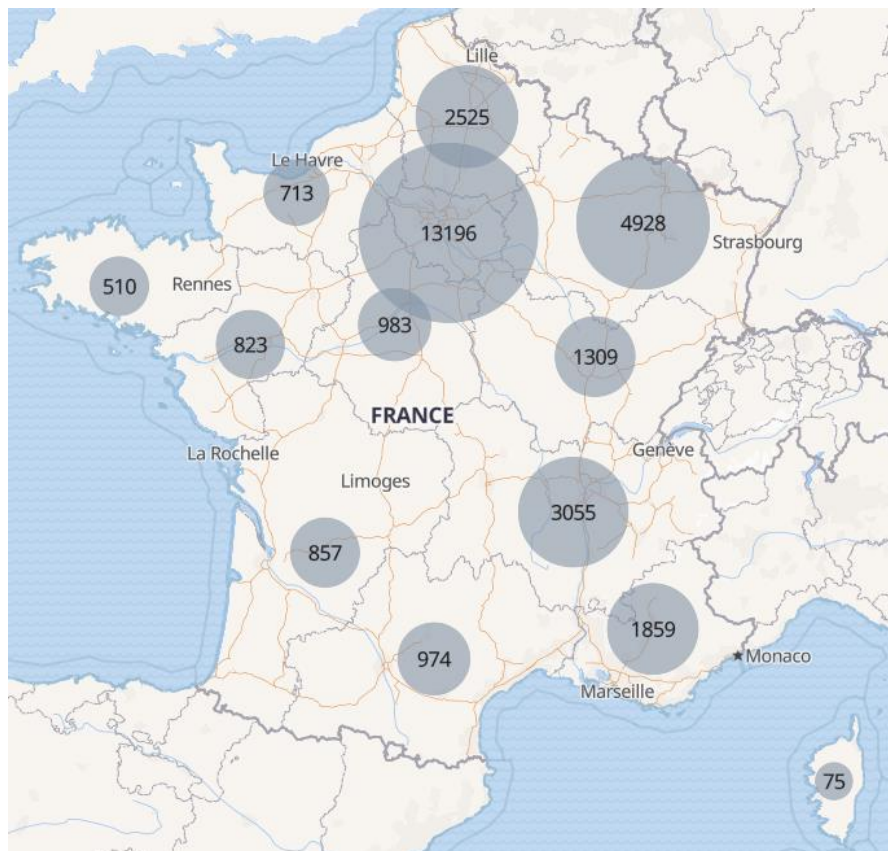 Lille
2525
Le Havre
713
13196
4928
Strasbourg
510
Rennes
983
823
1309
FRANCE
La Rochelle
Genève
Limoges
3055
857
1859
974
Monaco
Marseille
75